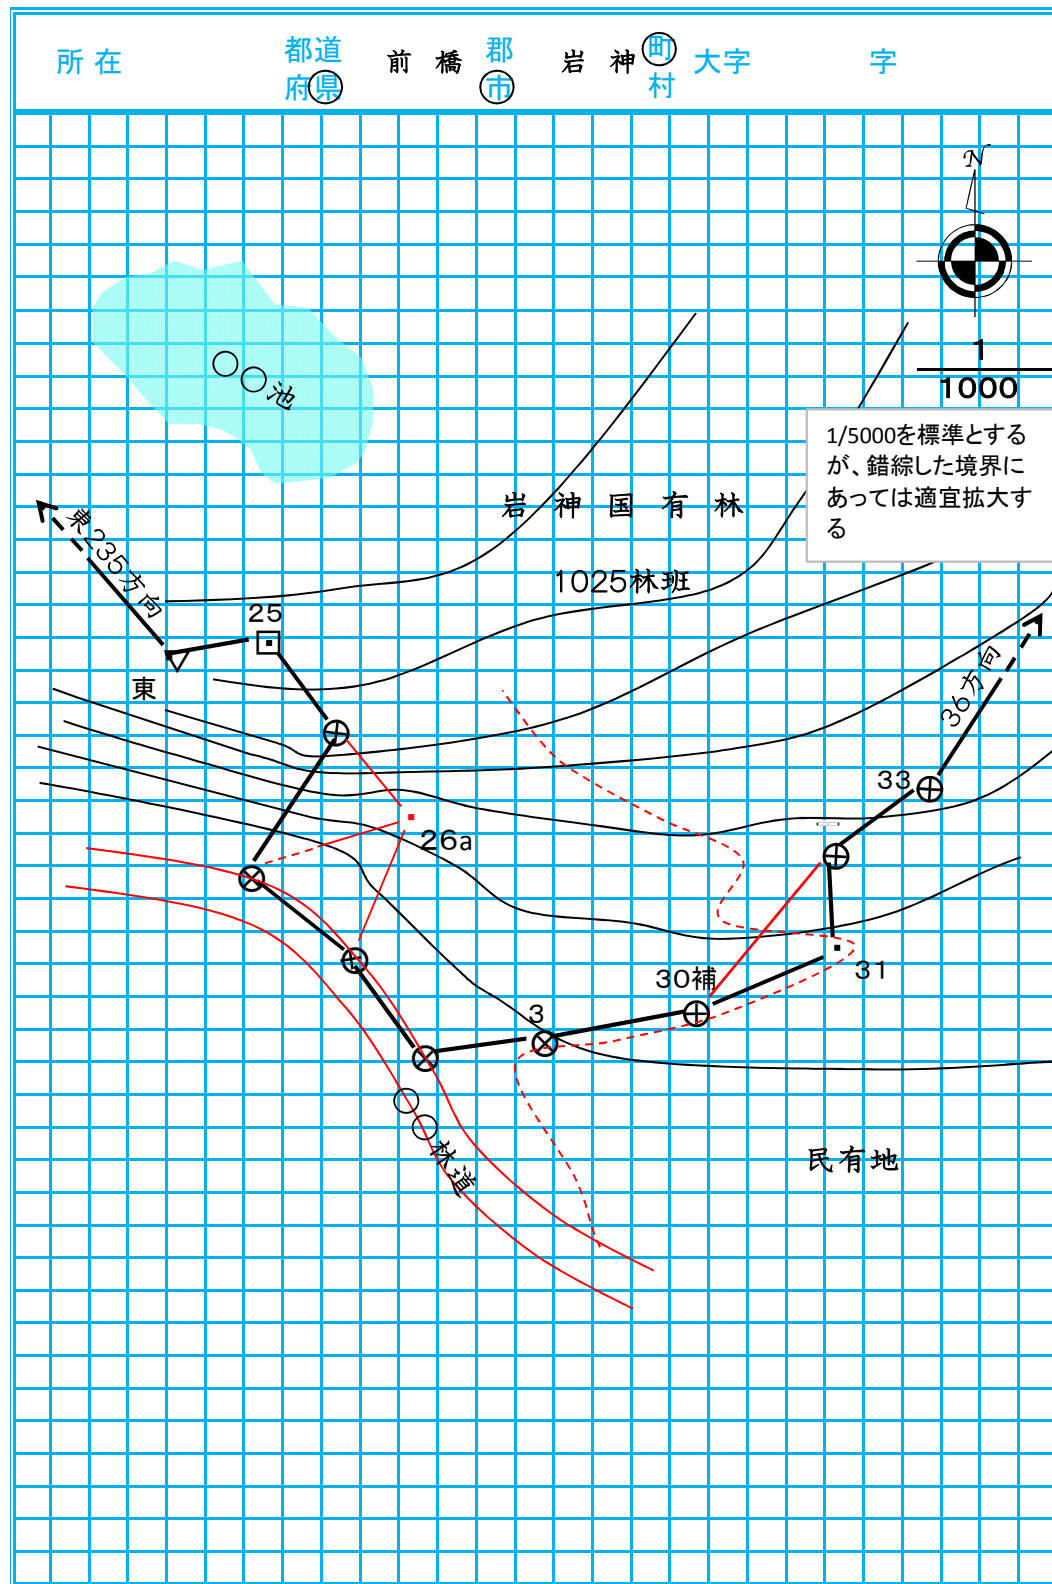 所在 都道府県 前橋 郡市 岩神 町村 大字 字
N
1
1000
1/5000を標準とする
が、錯綜した境界に
あっては適宜拡大す
る
〇〇池
岩神国有林
1025林班
東235方向
25
東
36方向
33
26a
31
30補
3
〇〇林道
民有地